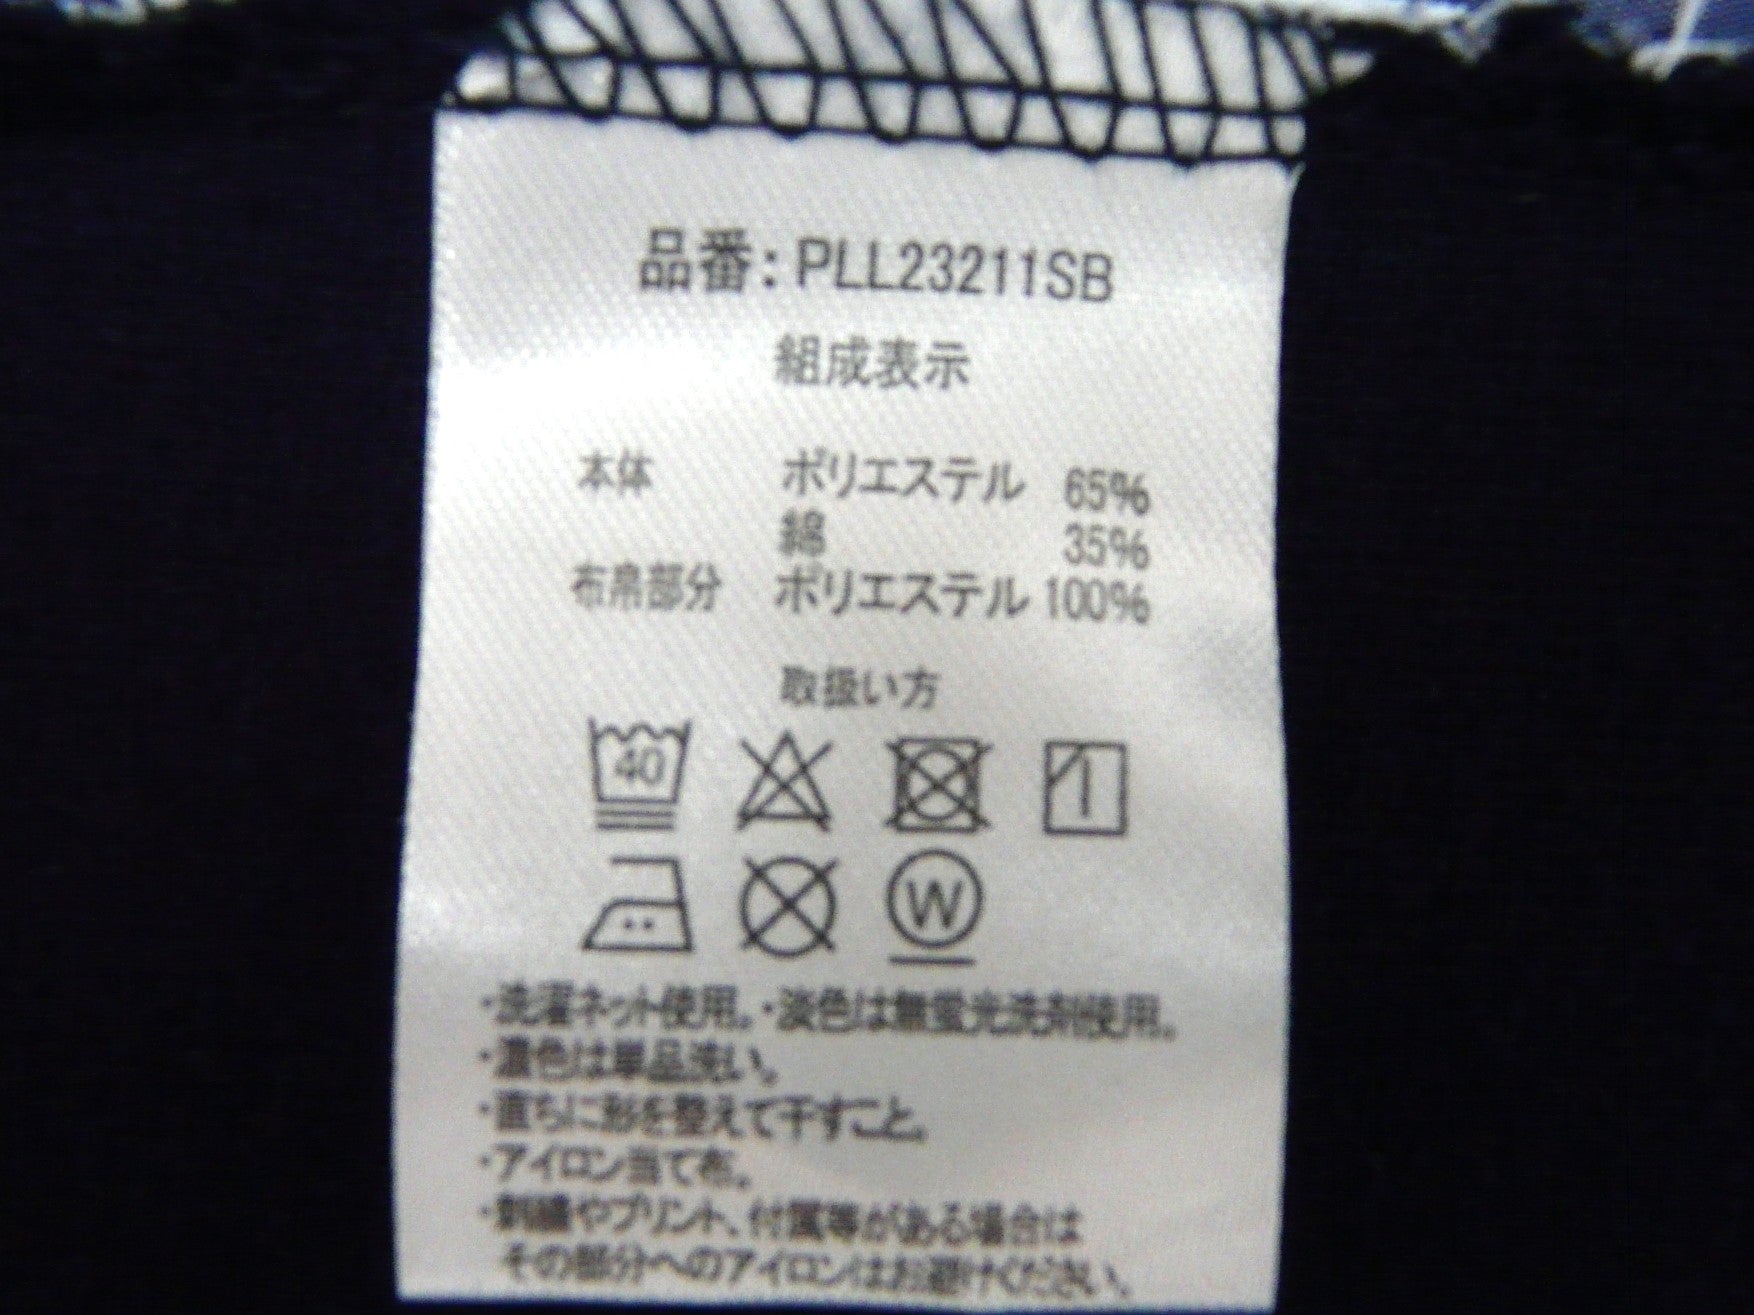 品番: PLL23211SB
組成表示
本体 ポリエステル 65%
綿 35%
布帛部分 ポリエステル 100%
取扱い方
40
W
・洗濯ネット使用。・淡色は無蛍光洗剤使用。
・濃色は単品洗い。
・直ちに形を整えて干すこと。
・アイロン当て布。
・刺繍やプリント、付属等がある場合は
その部分へのアイロンはお避けください。